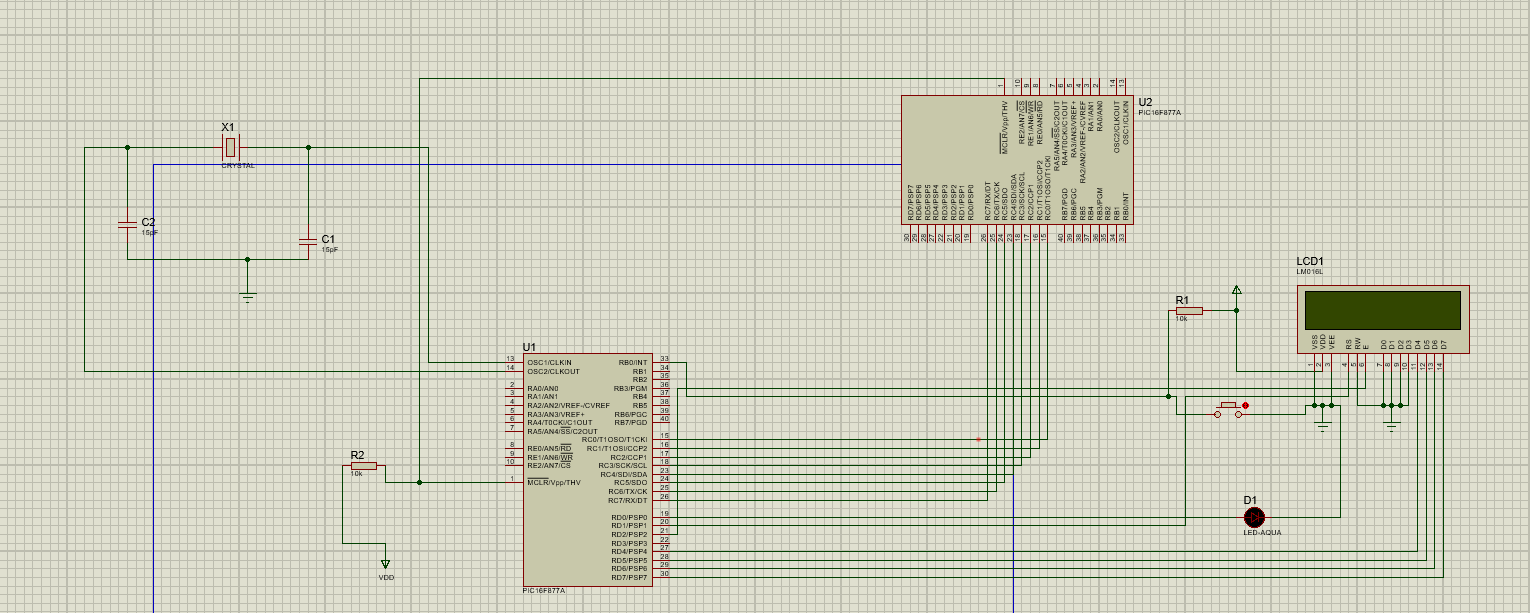 U2
PIC16F877A
1
10
9
8
7
6
5
4
3
2
14
13
MCLR/Vpp/THV
RE2/AN7/CS
RE1/AN6/WR
RE0/AN5/RD
RA5/AN4/SS/C2OUT
RA4/T0CKI/C1OUT
RA3/AN3/VREF+
RA2/AN2/VREF-/CVREF
RA1/AN1
RA0/AN0
OSC2/CLKOUT
OSC1/CLKIN
RD7/PSP7
RD6/PSP6
RD5/PSP5
RD4/PSP4
RD3/PSP3
RD2/PSP2
RD1/PSP1
RD0/PSP0
RC7/RX/DT
RC6/TX/CK
RC5/SDO
RC4/SDI/SDA
RC3/SCK/SCL
RC2/CCP1
RC1/T1OSI/CCP2
RC0/T1OSO/T1CKI
RB7/PGD
RB6/PGC
RB5
RB4
RB3/PGM
RB2
RB1
RB0/INT
30
29
28
27
22
21
20
19
26
25
24
23
18
17
16
15
40
39
38
37
36
35
34
33
X1
CRYSTAL
C2
15pF
C1
15pF
LCD1
LM016L
VSS
VDD
VEE
RS
RW
E
D0
D1
D2
D3
D4
D5
D6
D7
1
2
3
4
5
6
7
8
9
10
11
12
13
14
R1
10k
U1
13 OSC1/CLKIN RB0/INT 33
14 OSC2/CLKOUT RB1 34
RB2 35
2 RA0/AN0 RB3/PGM 36
3 RA1/AN1 RB4 37
4 RA2/AN2/VREF-/CVREF RB5 38
5 RA3/AN3/VREF+ RB6/PGC 39
6 RA4/T0CKI/C1OUT RB7/PGD 40
7 RA5/AN4/SS/C2OUT
RC0/T1OSO/T1CKI 15
8 RE0/AN5/RD RC1/T1OSI/CCP2 16
9 RE1/AN6/WR RC2/CCP1 17
10 RE2/AN7/CS RC3/SCK/SCL 18
RC4/SDI/SDA 23
1 MCLR/Vpp/THV RC5/SDO 24
RC6/TX/CK 25
RC7/RX/DT 26
RD0/PSP0 19
RD1/PSP1 20
RD2/PSP2 21
RD3/PSP3 22
RD4/PSP4 27
RD5/PSP5 28
RD6/PSP6 29
RD7/PSP7 30
PIC16F877A
R2
10k
VDD
D1
LED-AQUA